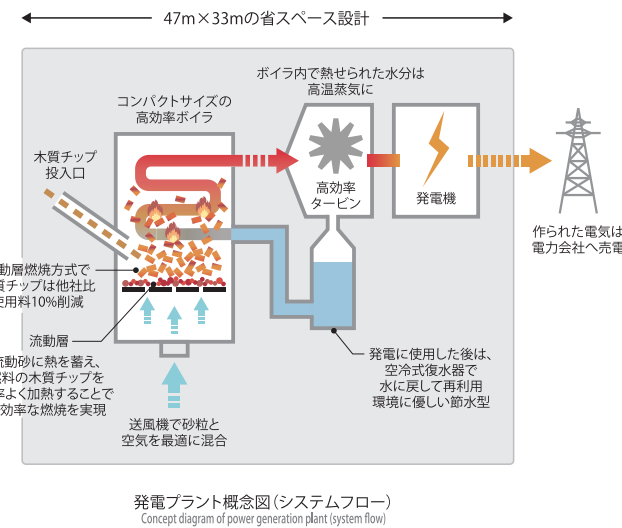 47m×33mの省スペース設計
ボイラ内で熱せられた水分は
高温蒸気に
コンパクトサイズの
高効率ボイラ
木質チップ
投入口
高効率
タービン
発電機
作られた電気は
電力会社へ売電
動層燃焼方式で
質チップは他社比
使用料10%削減
流動層
流動砂に熱を蓄え、
燃料の木質チップを
率よく加熱することで
効率な燃焼を実現
送風機で砂粒と
空気を最適に混合
発電に使用した後は、
空冷式復水器で
水に戻して再利用
環境に優しい節水型
発電プラント概念図（システムフロー）
Concept diagram of power generation plant (system flow)